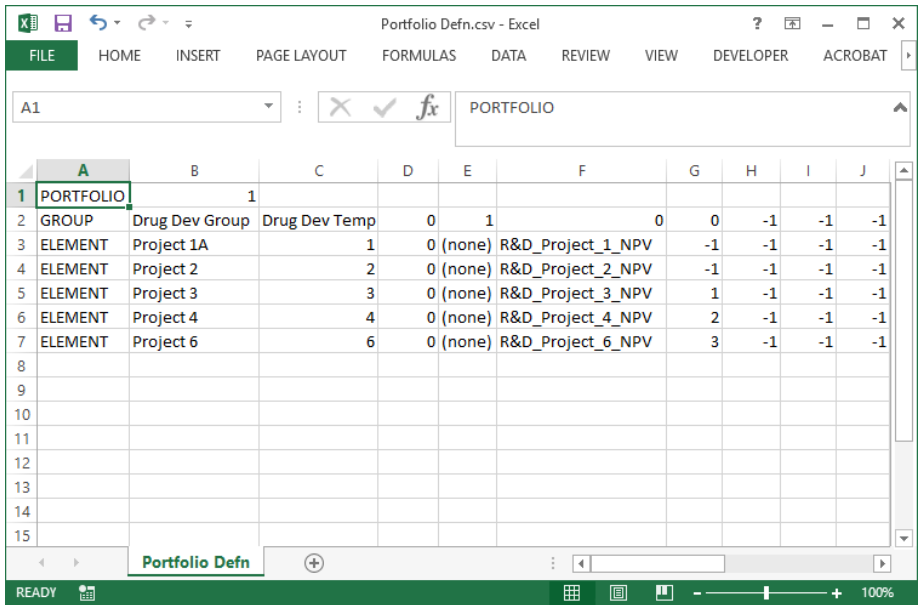 Portfolio Defn.csv - Excel
?
FILE HOME INSERT PAGE LAYOUT FORMULAS DATA REVIEW VIEW DEVELOPER ACROBAT
A1 fx PORTFOLIO
A B C D E F G H I J
1 PORTFOLIO 1
2 GROUP Drug Dev Group Drug Dev Temp 0 1 0 0 -1 -1 -1
3 ELEMENT Project 1A 1 0 (none) R&D_Project_1_NPV -1 -1 -1 -1
4 ELEMENT Project 2 2 0 (none) R&D_Project_2_NPV -1 -1 -1 -1
5 ELEMENT Project 3 3 0 (none) R&D_Project_3_NPV 1 -1 -1 -1
6 ELEMENT Project 4 4 0 (none) R&D_Project_4_NPV 2 -1 -1 -1
7 ELEMENT Project 6 6 0 (none) R&D_Project_6_NPV 3 -1 -1 -1
8
9
10
11
12
13
14
15
Portfolio Defn
READY 100%